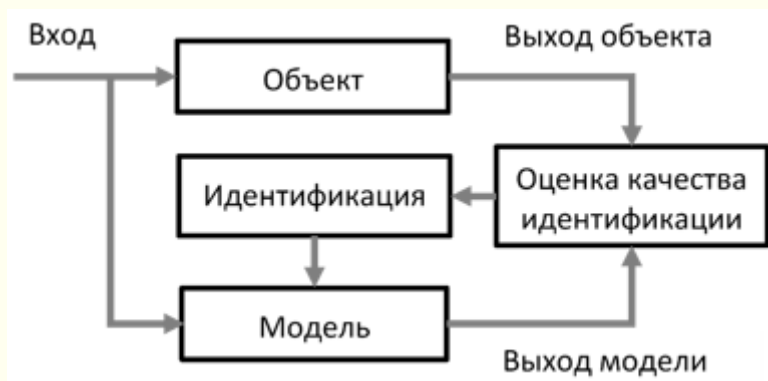 Вход
Выход объекта
Объект
Идентификация
Оценка качества
идентификации
Модель
Выход модели